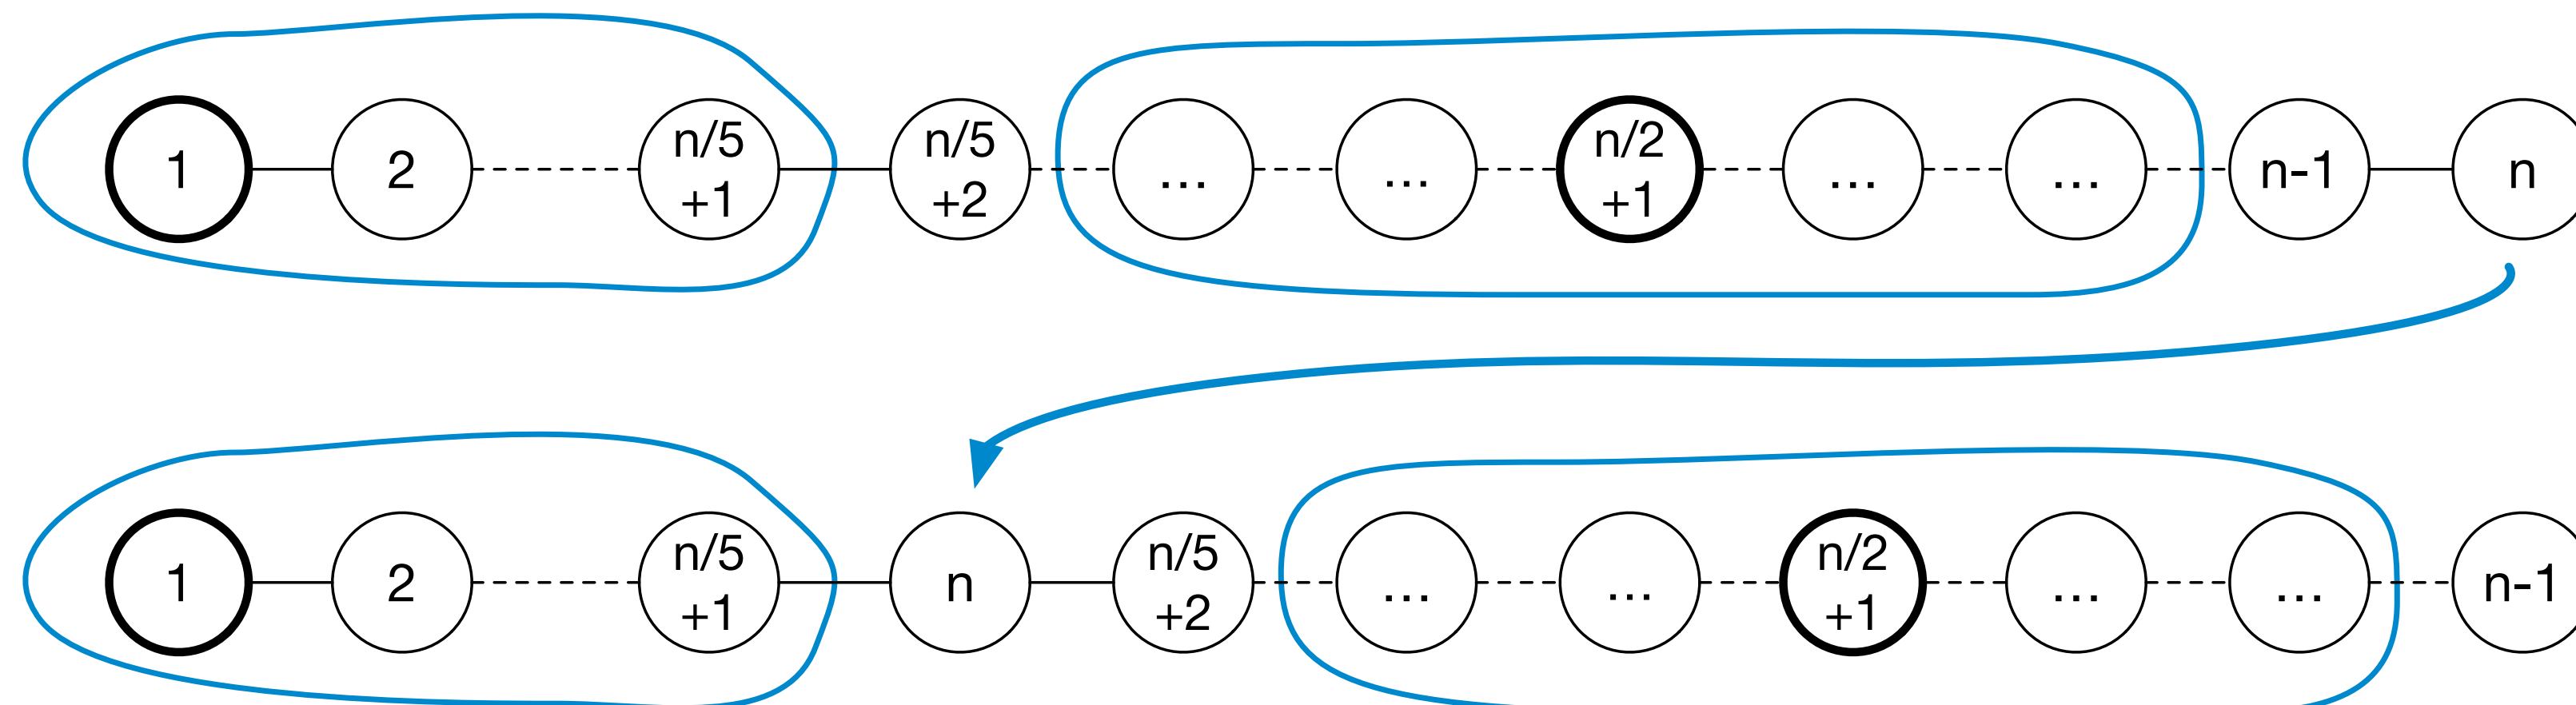 1 2 n/5 +1 n/5 +2 ... ... n/2 +1 ... ... n-1 n
1 2 n/5 +1 n n/5 +2 ... ... n/2 +1 ... ... n-1